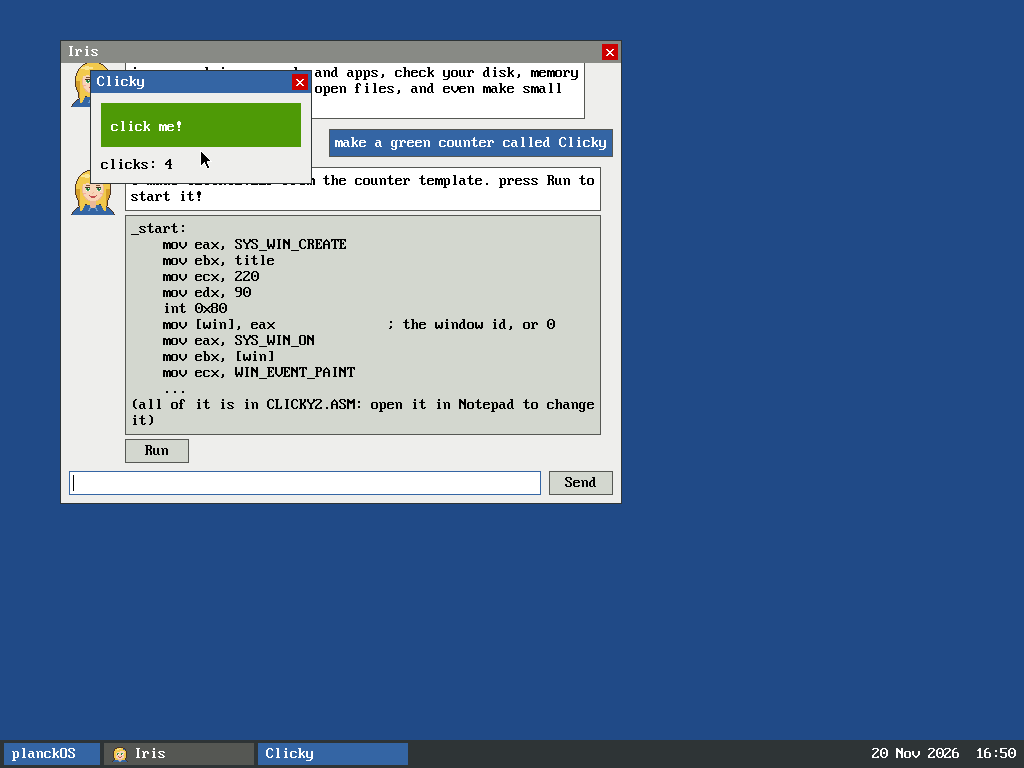 Iris
and apps, check your disk, memory
open files, and even make small
Clicky
click me!
clicks: 4
make a green counter called Clicky
the counter template. press Run to
start it!
_start:
mov eax, SYS_WIN_CREATE
mov ebx, title
mov ecx, 220
mov edx, 90
int 0x80
mov [win], eax ; the window id, or 0
mov eax, SYS_WIN_ON
mov ebx, [win]
mov ecx, WIN_EVENT_PAINT
...
(all of it is in CLICKY2.ASM: open it in Notepad to change
it)
Run
Send
planckOS
Iris
Clicky
20 Nov 2026 16:50